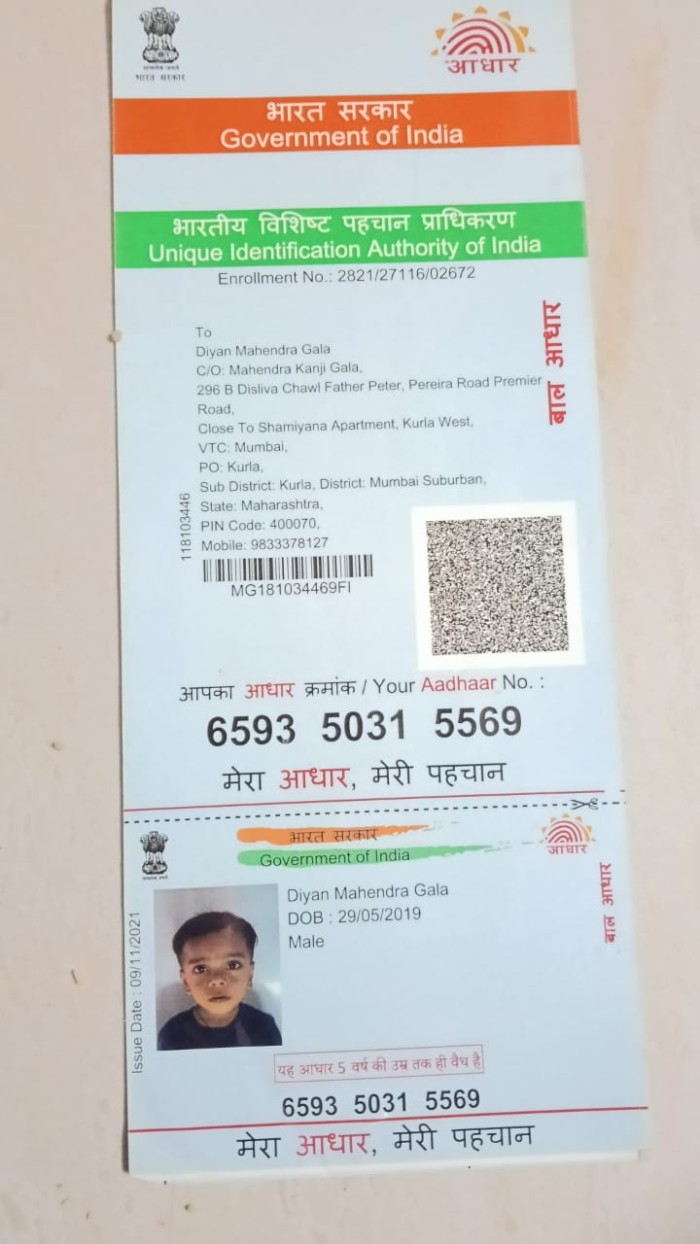 भारत सरकार
आधार
भारत सरकार
Government of India
भारतीय विशिष्ट पहचान प्राधिकरण
Unique Identification Authority of India
Enrollment No.: 2821/27116/02672
बाल आधार
To
Diyan Mahendra Gala
C/O: Mahendra Kanji Gala,
296 B Disliva Chawl Father Peter, Pereira Road Premier
Road,
Close To Shamiyana Apartment, Kurla West,
VTC: Mumbai,
PO: Kurla,
Sub District: Kurla, District: Mumbai Suburban,
State: Maharashtra,
PIN Code: 400070,
Mobile: 9833378127
118103446
MG181034469FI
आपका आधार क्रमांक / Your Aadhaar No. :
6593 5031 5569
मेरा आधार, मेरी पहचान
भारत सरकार
Government of India
आधार
बाल आधार
Issue Date : 09/11/2021
Diyan Mahendra Gala
DOB : 29/05/2019
Male
यह आधार 5 वर्ष की उम्र तक ही वैध है
6593 5031 5569
मेरा आधार, मेरी पहचान